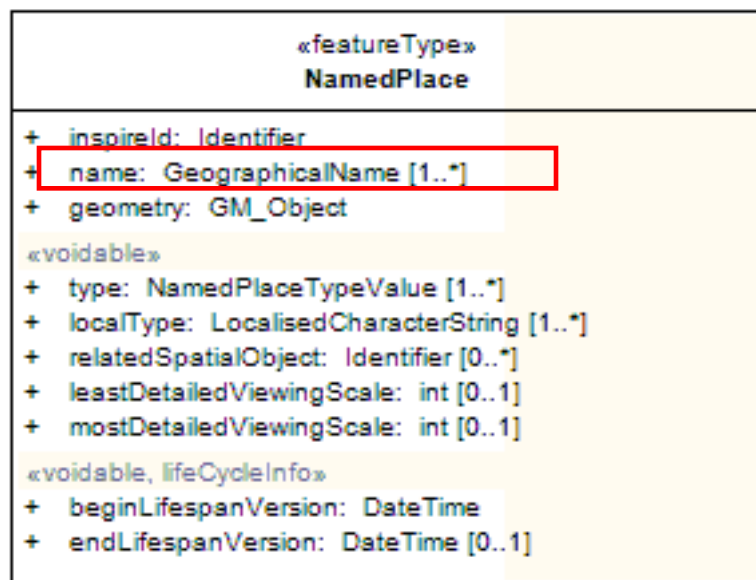 «featureType»
NamedPlace
+ inspireId: Identifier
+ name: GeographicalName [1..*]
+ geometry: GM_Object
«voidable»
+ type: NamedPlaceTypeValue [1..*]
+ localType: LocalisedCharacterString [1..*]
+ relatedSpatialObject: Identifier [0..*]
+ leastDetailedViewingScale: int [0..1]
+ mostDetailedViewingScale: int [0..1]
«voidable, lifeCycleInfo»
+ beginLifespanVersion: DateTime
+ endLifespanVersion: DateTime [0..1]